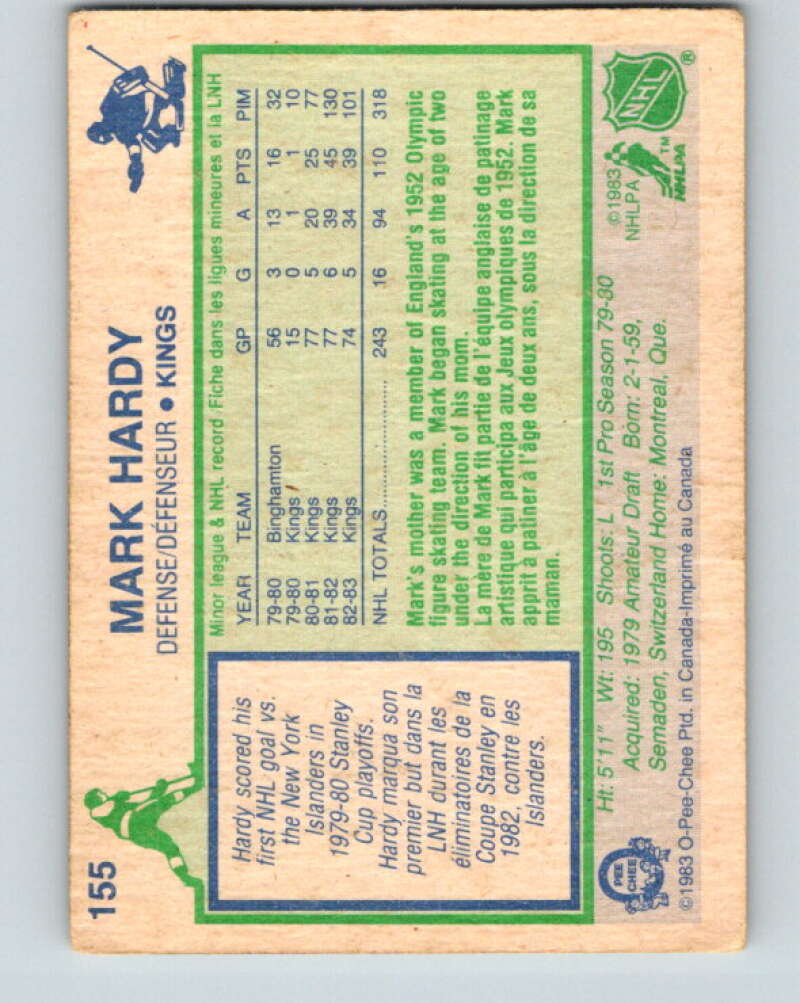 155
MARK HARDY
DEFENSE/DÉFENSEUR • KINGS
Hardy scored his
first NHL goal vs.
the New York
Islanders in
1979-80 Stanley
Cup playoffs.
Hardy marqua son
premier but dans la
LNH durant les
éliminatoires de la
Coupe Stanley en
1982, contre les
Islanders.
Minor league & NHL record/Fiche dans les ligues mineures et la LNH
YEAR TEAM GP G A PTS PIM
79-80 Binghamton 56 3 13 16 32
79-80 Kings 15 0 1 1 10
80-81 Kings 77 5 20 25 77
81-82 Kings 77 6 39 45 130
82-83 Kings 74 5 34 39 101
NHL TOTALS 243 16 94 110 318
Mark's mother was a member of England's 1952 Olympic
figure skating team. Mark began skating at the age of two
under the direction of his mom.
La mère de Mark fit partie de l'équipe anglaise de patinage
artistique qui participa aux Jeux olympiques de 1952. Mark
apprit à patiner à l'âge de deux ans, sous la direction de sa
maman.
Ht: 5'11" Wt: 195 Shoots: L 1st Pro Season 79-80
Acquired: 1979 Amateur Draft Born: 2-1-59,
Semaden, Switzerland Home: Montreal, Que.
©1983 O-Pee-Chee Ptd. in Canada-Imprimé au Canada
O
PEE
CHEE
©1983
NHLPA
NHL
®
TM
NHLPA